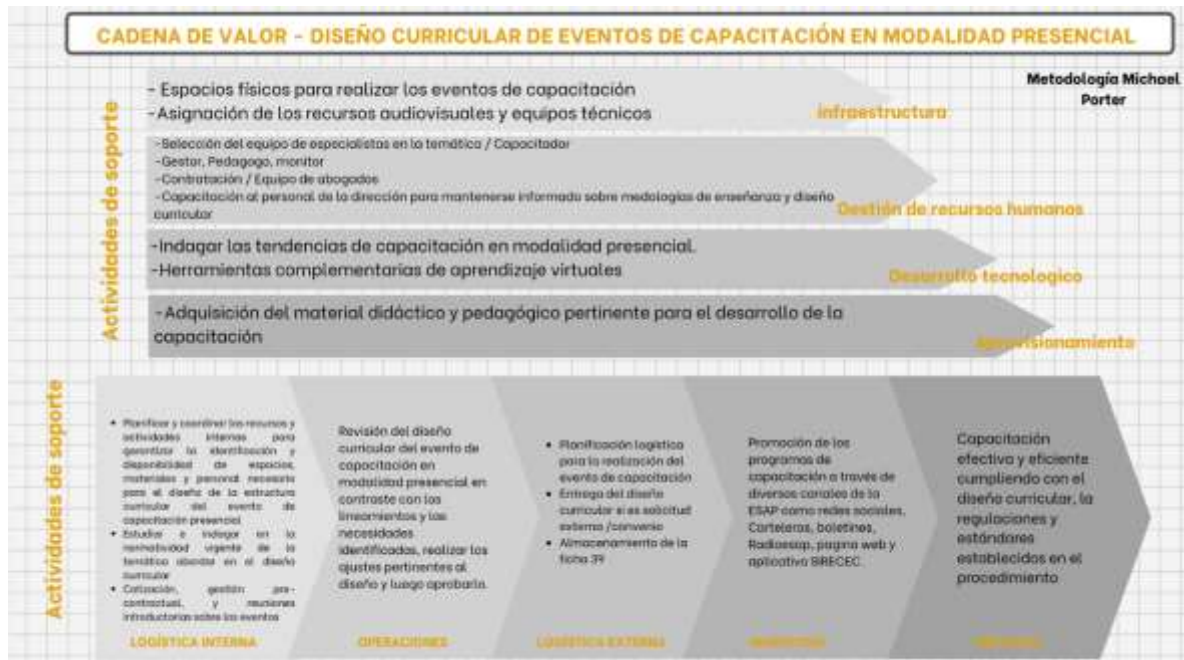 CADENA DE VALOR - DISEÑO CURRICULAR DE EVENTOS DE CAPACITACIÓN EN MODALIDAD PRESENCIAL
Metodología Michael
Porter
Actividades de soporte
- Espacios físicos para realizar los eventos de capacitación
-Asignación de los recursos audiovisuales y equipos técnicos
infraestructura
-Selección del equipo de especialistas en la temática / Capacitador
-Gestor, Pedagogo, monitor
-Contratación / Equipo de abogados
-Capacitación al personal de la dirección para mantenerse informado sobre medologías de enseñanza y diseño
curricular
Gestión de recursos humanos
-Indagar las tendencias de capacitación en modalidad presencial.
-Herramientas complementarias de aprendizaje virtuales
Desarrollo tecnologico
-Adquisición del material didáctico y pedagógico pertinente para el desarrollo de la
capacitación
Aprovisionamiento
Actividades de soporte
• Planificar y coordinar los recursos y
actividades internas para
garantizar la identificación y
disponibilidad de espacios,
materiales y personal necesario
para el diseño de la estructura
curricular del evento de
capacitación presencial
• Estudiar e indagar en la
normatividad vigente de la
temática abordar en el diseño
curricular
• Cotización, gestión pre-
contractual, y reuniones
introductorias sobre los eventos
LOGÍSTICA INTERNA
Revisión del diseño
curricular del evento de
capacitación en
modalidad presencial en
contraste con los
lineamientos y las
necesidades
identificadas, realizar los
ajustes pertinentes al
diseño y luego aprobarlo.
OPERACIONES
• Planificación logística
para la realización del
evento de capacitación
• Entrega del diseño
curricular si es solicitud
externa /convenio
• Almacenamiento de la
ficha 39
LOGÍSTICA EXTERNA
Promoción de los
programas de
capacitación a través de
diversos canales de la
ESAP como redes sociales,
Carteleras, boletines,
Radioesap, pagina web y
aplicativo SIRECEC.
Capacitación
efectiva y eficiente
cumpliendo con el
diseño curricular, la
regulaciones y
estándares
establecidos en el
procedimiento